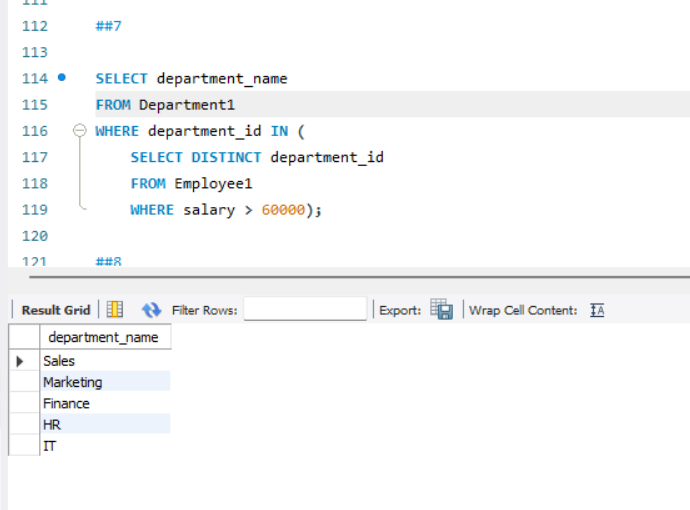 111
112 ##7
113
114 SELECT department_name
115 FROM Department1
116 WHERE department_id IN (
117 SELECT DISTINCT department_id
118 FROM Employee1
119 WHERE salary > 60000);
120
121 ##8
Result Grid Filter Rows: Export: Wrap Cell Content:
department_name
Sales
Marketing
Finance
HR
IT